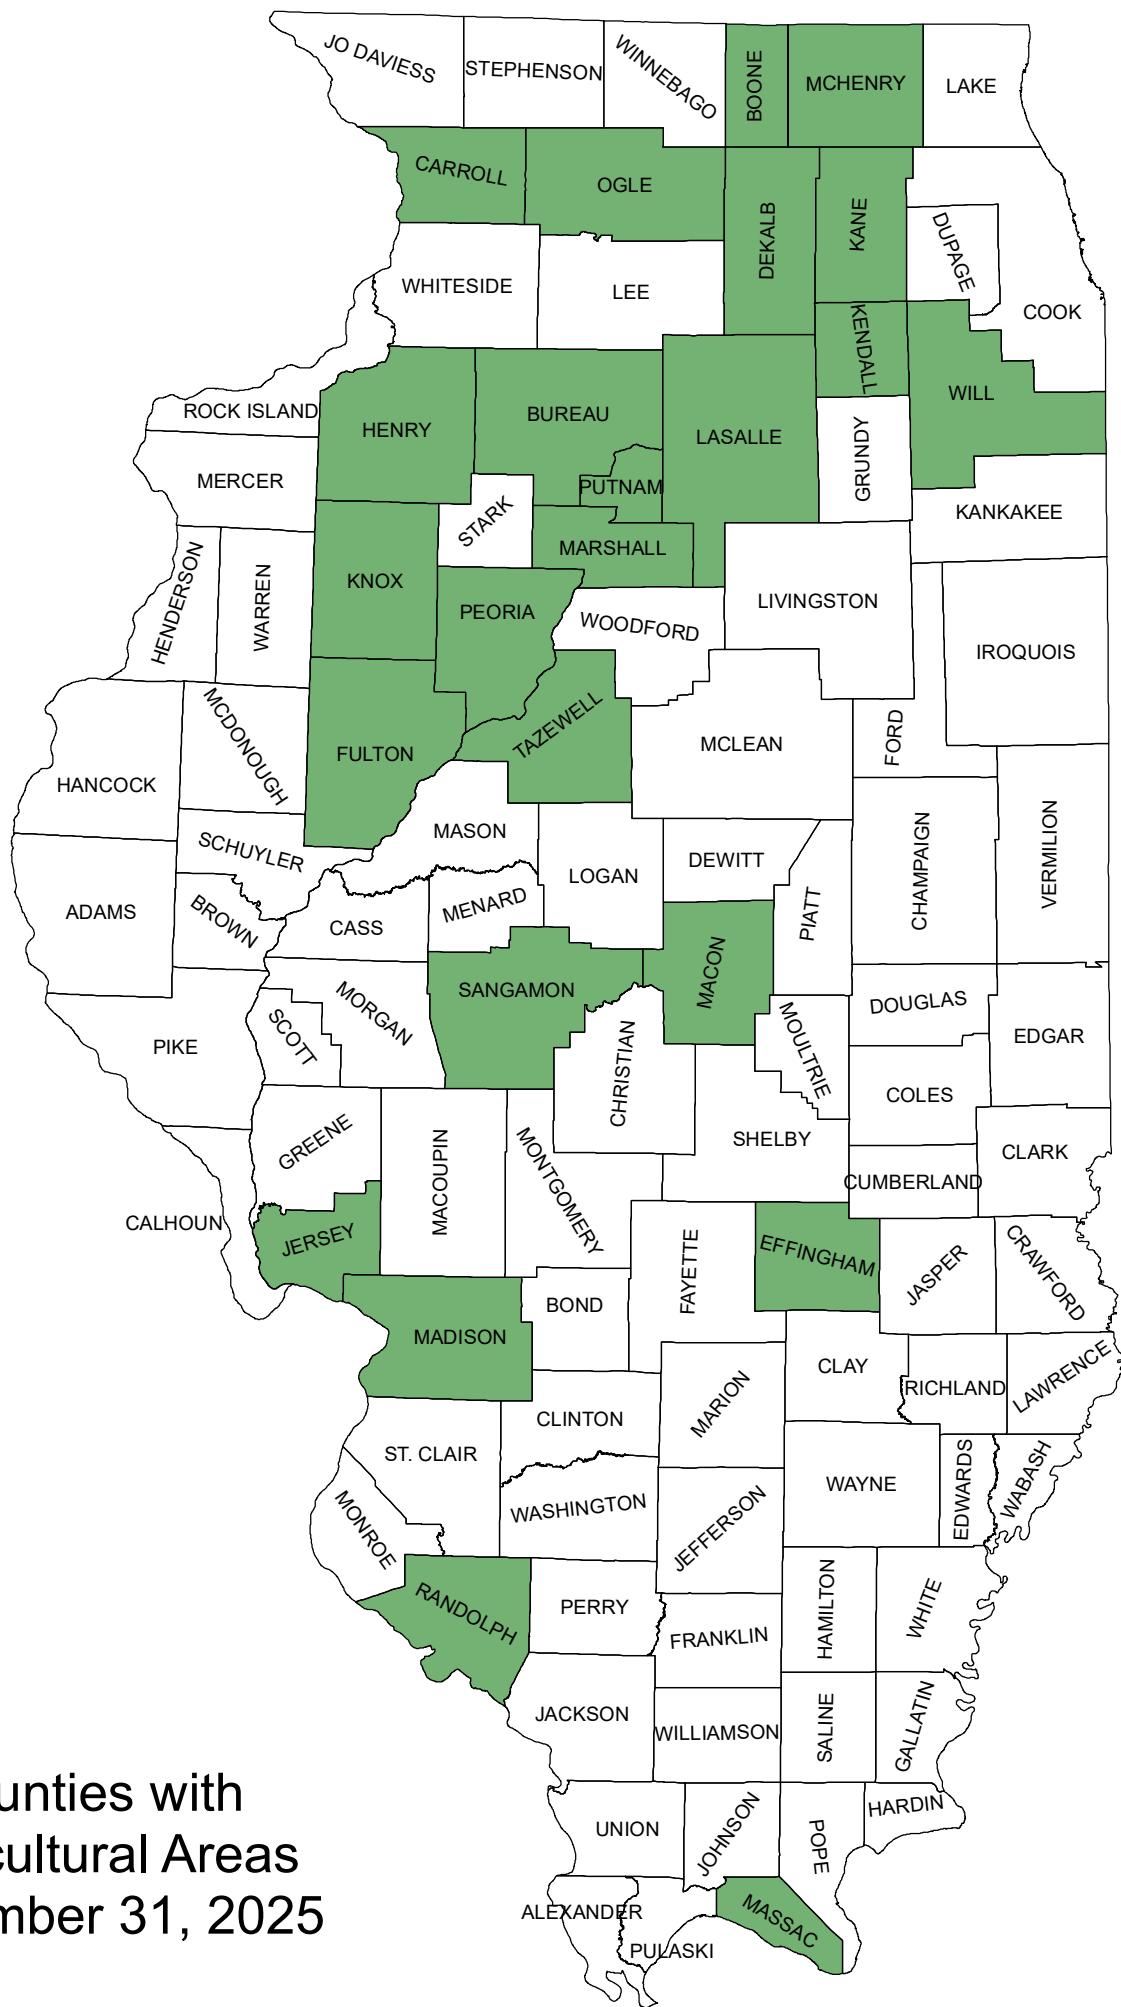 JO DAVIESS
STEPHENSON
WINNEBAGO
BOONE
MCHENRY
LAKE
CARROLL
OGLE
DEKALB
KANE
DUPAGE
COOK
WHITESIDE
LEE
KENDALL
WILL
ROCK ISLAND
HENRY
BUREAU
LASALLE
GRUNDY
MERCER
PUTNAM
KANKAKEE
STARK
MARSHALL
HENDERSON
WARREN
KNOX
PEORIA
WOODFORD
LIVINGSTON
IROQUOIS
HANCOCK
MCDONOUGH
FULTON
TAZEWELL
MCLEAN
FORD
SCHUYLER
MASON
LOGAN
DEWITT
PIATT
CHAMPAIGN
VERMILION
ADAMS
BROWN
CASS
MENARD
MACON
PIKE
SCOTT
MORGAN
SANGAMON
CHRISTIAN
MOULTRIE
DOUGLAS
EDGAR
COLES
GREENE
MACOUPIN
MONTGOMERY
SHELBY
CUMBERLAND
CLARK
CALHOUN
JERSEY
FAYETTE
EFFINGHAM
JASPER
CRAWFORD
MADISON
BOND
CLAY
RICHLAND
LAWRENCE
MARION
CLINTON
ST. CLAIR
MONROE
WASHINGTON
JEFFERSON
WAYNE
EDWARDS
WABASH
RANDOLPH
PERRY
FRANKLIN
HAMILTON
WHITE
JACKSON
WILLIAMSON
SALINE
GALLATIN
UNION
JOHNSON
POPE
HARDIN
ALEXANDER
PULASKI
MASSAC
unties with
cultural Areas
mber 31, 2025